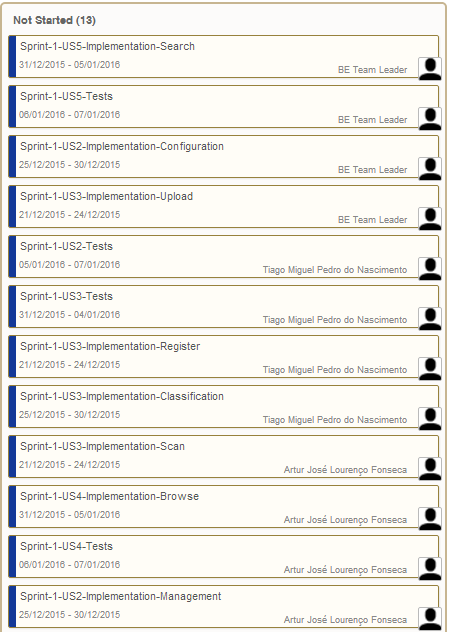 Not Started (13)
Sprint-1-US5-Implementation-Search
31/12/2015 - 05/01/2016
BE Team Leader
Sprint-1-US5-Tests
06/01/2016 - 07/01/2016
BE Team Leader
Sprint-1-US2-Implementation-Configuration
25/12/2015 - 30/12/2015
BE Team Leader
Sprint-1-US3-Implementation-Upload
21/12/2015 - 24/12/2015
BE Team Leader
Sprint-1-US2-Tests
05/01/2016 - 07/01/2016
Tiago Miguel Pedro do Nascimento
Sprint-1-US3-Tests
31/12/2015 - 04/01/2016
Tiago Miguel Pedro do Nascimento
Sprint-1-US3-Implementation-Register
21/12/2015 - 24/12/2015
Tiago Miguel Pedro do Nascimento
Sprint-1-US3-Implementation-Classification
25/12/2015 - 30/12/2015
Tiago Miguel Pedro do Nascimento
Sprint-1-US3-Implementation-Scan
21/12/2015 - 24/12/2015
Artur José Lourenço Fonseca
Sprint-1-US4-Implementation-Browse
31/12/2015 - 05/01/2016
Artur José Lourenço Fonseca
Sprint-1-US4-Tests
06/01/2016 - 07/01/2016
Artur José Lourenço Fonseca
Sprint-1-US2-Implementation-Management
25/12/2015 - 30/12/2015
Artur José Lourenço Fonseca